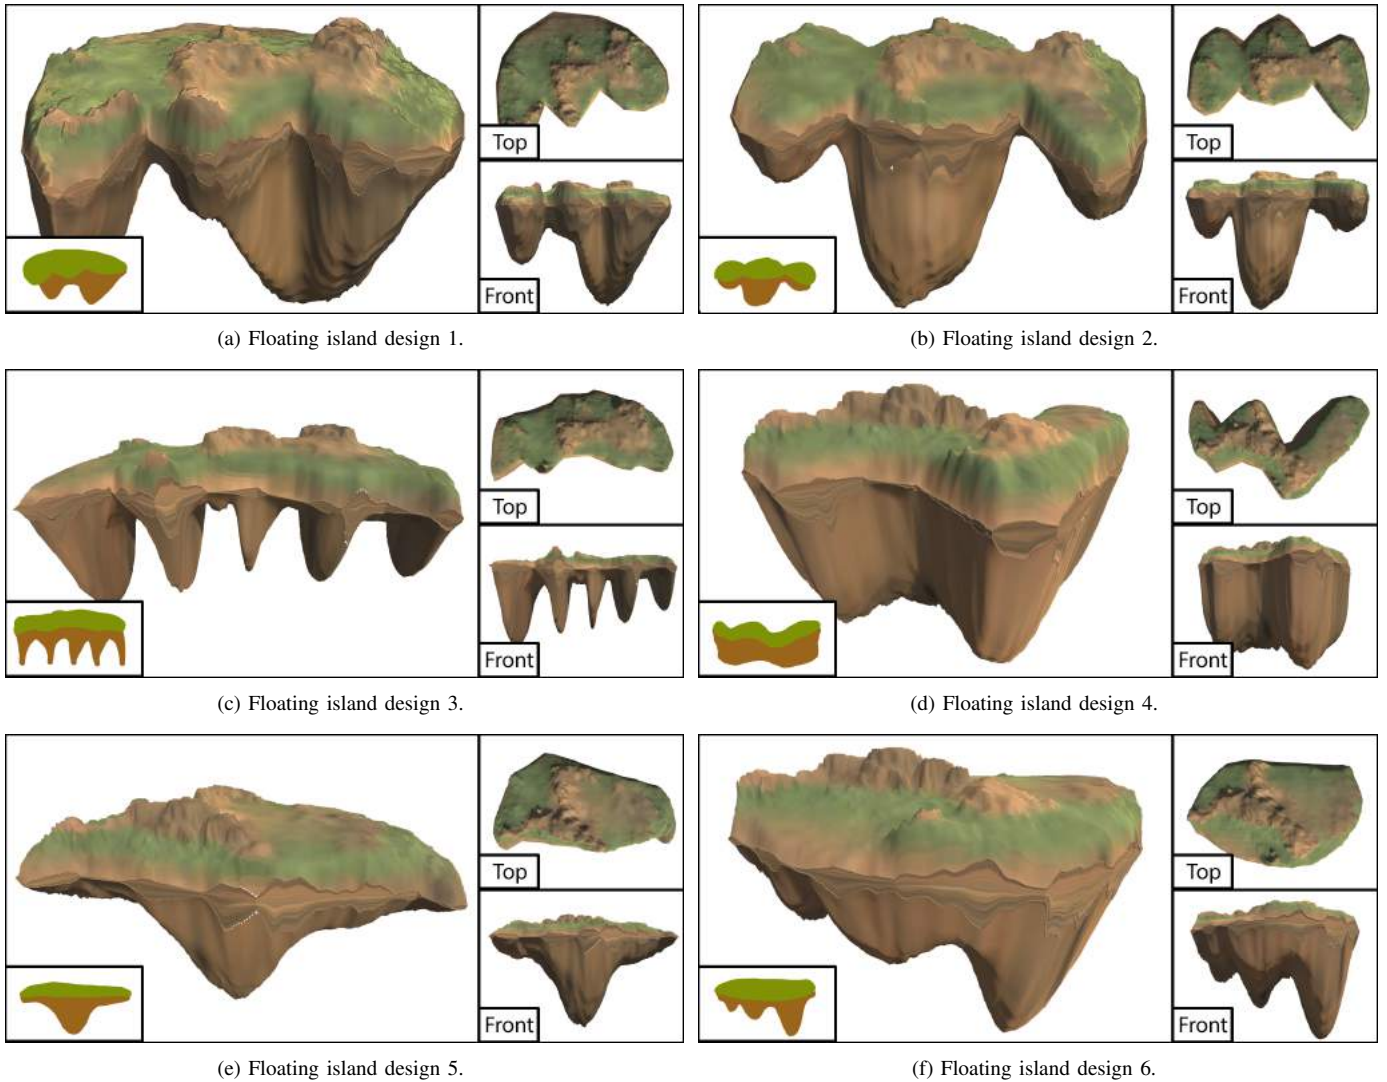 Top
Front
(a) Floating island design 1.
Top
Front
(b) Floating island design 2.
Top
Front
(c) Floating island design 3.
Top
Front
(d) Floating island design 4.
Top
Front
(e) Floating island design 5.
Top
Front
(f) Floating island design 6.